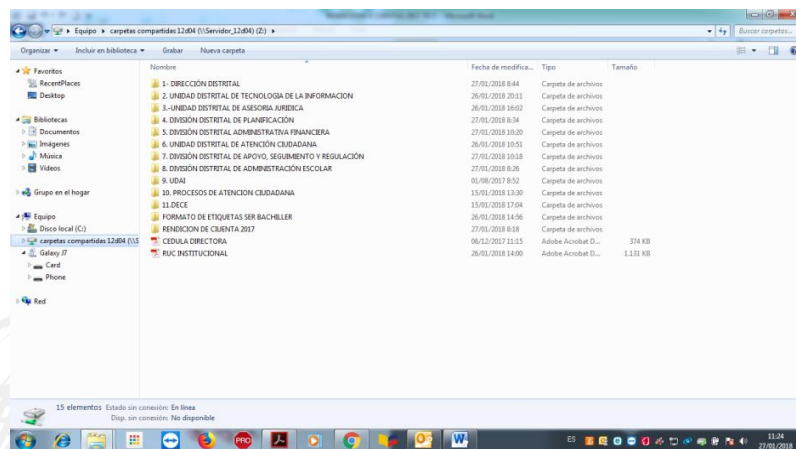 Equipo ▸ carpetas compartidas 12d04 (\\Servidor_12d04) (Z:) ▸
Buscar carpetas...
Organizar
Incluir en biblioteca
Grabar
Nueva carpeta
Nombre
Fecha de modifica...
Tipo
Tamaño
Favoritos
RecentPlaces
Desktop
Bibliotecas
Documentos
Imágenes
Música
Vídeos
Grupo en el hogar
Equipo
Disco local (C:)
carpetas compartidas 12d04 (\\S
Galaxy J7
Card
Phone
Red
1- DIRECCIÓN DISTRITAL 27/01/2018 8:44 Carpeta de archivos
2. UNIDAD DISTRITAL DE TECNOLOGIA DE LA INFORMACION 26/01/2018 20:11 Carpeta de archivos
3.-UNIDAD DISTRITAL DE ASESORIA JURIDICA 26/01/2018 16:02 Carpeta de archivos
4. DIVISIÓN DISTRITAL DE PLANIFICACIÓN 27/01/2018 8:34 Carpeta de archivos
5. DIVISIÓN DISTRITAL ADMINISTRATIVA FINANCIERA 27/01/2018 10:20 Carpeta de archivos
6. UNIDAD DISTRITAL DE ATENCIÓN CIUDADANA 26/01/2018 10:51 Carpeta de archivos
7. DIVISIÓN DISTRITAL DE APOYO, SEGUIMIENTO Y REGULACIÓN 27/01/2018 10:18 Carpeta de archivos
8. DIVISIÓN DISTRITAL DE ADMINISTRACIÓN ESCOLAR 27/01/2018 8:26 Carpeta de archivos
9. UDAI 01/08/2017 8:52 Carpeta de archivos
10. PROCESOS DE ATENCION CIUDADANA 15/01/2018 13:30 Carpeta de archivos
11.DECE 15/01/2018 17:04 Carpeta de archivos
FORMATO DE ETIQUETAS SER BACHILLER 26/01/2018 14:56 Carpeta de archivos
RENDICION DE CUENTA 2017 27/01/2018 8:18 Carpeta de archivos
CEDULA DIRECTORA 06/12/2017 11:15 Adobe Acrobat D... 374 KB
RUC INSTITUCIONAL 26/01/2018 14:00 Adobe Acrobat D... 1.131 KB
15 elementos Estado sin conexión: En línea
Disp. sin conexión: No disponible
PRO
ES
11:24
27/01/2018